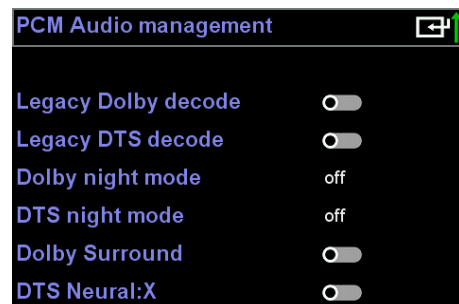 PCM Audio management
Legacy Dolby decode
Legacy DTS decode
Dolby night mode off
DTS night mode off
Dolby Surround
DTS Neural:X